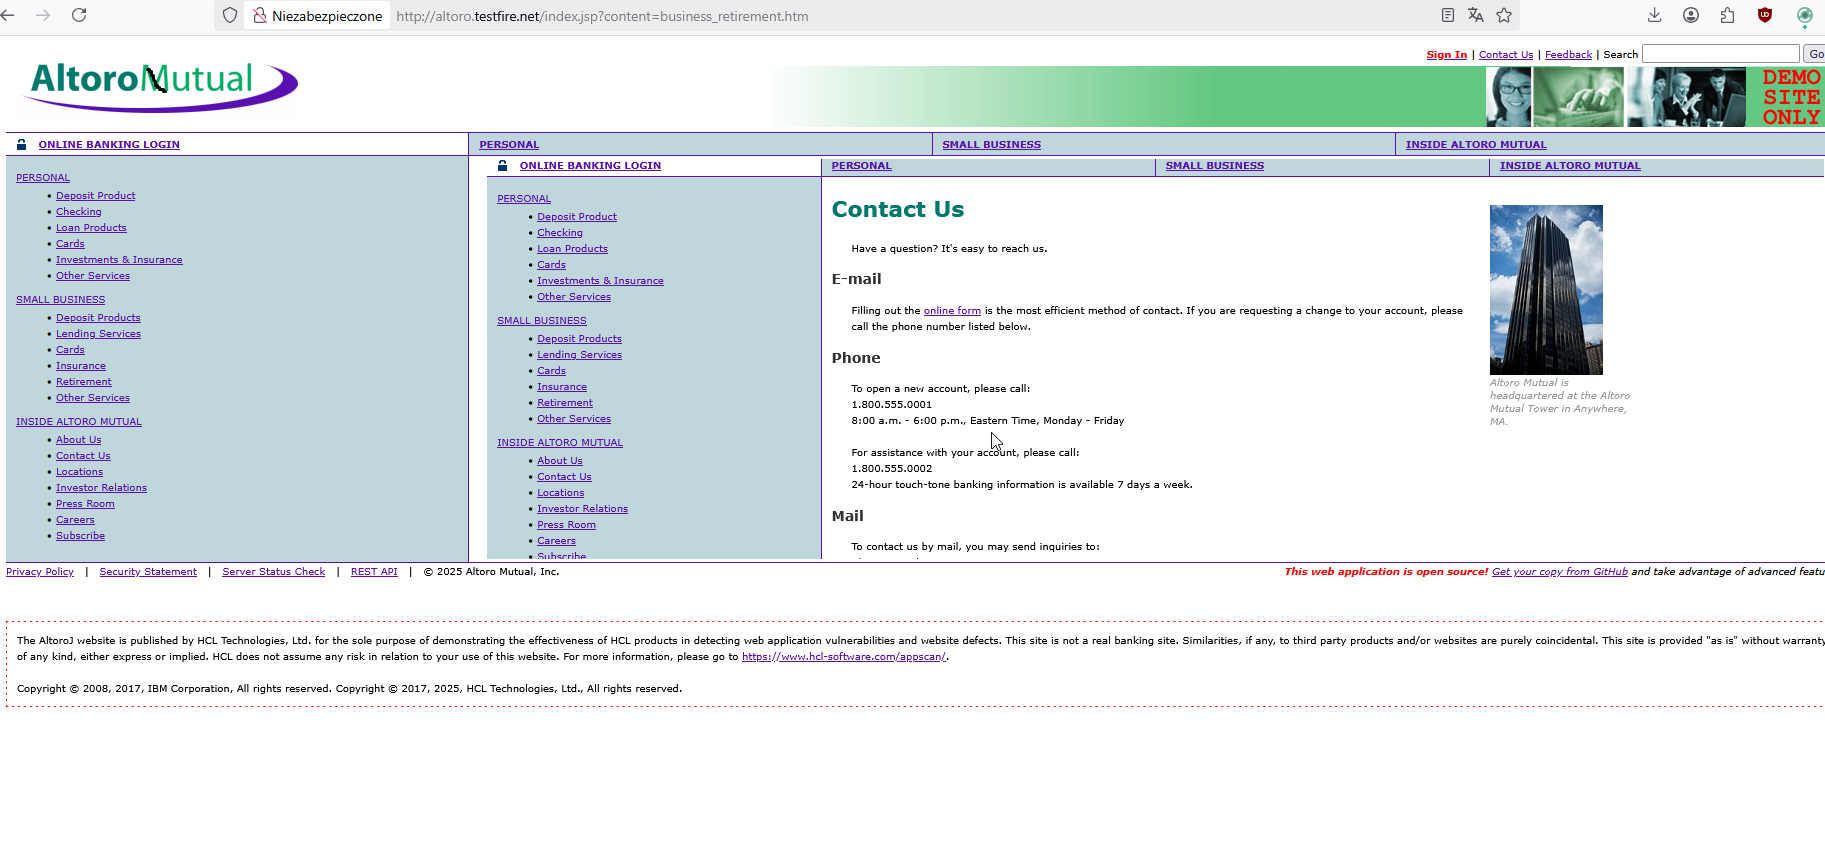 Niezabezpieczone http://altoro.testfire.net/index.jsp?content=business_retirement.htm
Sign In | Contact Us | Feedback | Search Go
AltoroMutual
DEMO
SITE
ONLY
ONLINE BANKING LOGIN PERSONAL SMALL BUSINESS INSIDE ALTORO MUTUAL
PERSONAL
• Deposit Product
• Checking
• Loan Products
• Cards
• Investments & Insurance
• Other Services
SMALL BUSINESS
• Deposit Products
• Lending Services
• Cards
• Insurance
• Retirement
• Other Services
INSIDE ALTORO MUTUAL
• About Us
• Contact Us
• Locations
• Investor Relations
• Press Room
• Careers
• Subscribe
ONLINE BANKING LOGIN PERSONAL SMALL BUSINESS INSIDE ALTORO MUTUAL
PERSONAL
• Deposit Product
• Checking
• Loan Products
• Cards
• Investments & Insurance
• Other Services
SMALL BUSINESS
• Deposit Products
• Lending Services
• Cards
• Insurance
• Retirement
• Other Services
INSIDE ALTORO MUTUAL
• About Us
• Contact Us
• Locations
• Investor Relations
• Press Room
• Careers
• Subscribe
Contact Us
Have a question? It's easy to reach us.
E-mail
Filling out the online form is the most efficient method of contact. If you are requesting a change to your account, please
call the phone number listed below.
Phone
To open a new account, please call:
1.800.555.0001
8:00 a.m. - 6:00 p.m., Eastern Time, Monday - Friday
For assistance with your account, please call:
1.800.555.0002
24-hour touch-tone banking information is available 7 days a week.
Mail
To contact us by mail, you may send inquiries to:
Altoro Mutual is
headquartered at the Altoro
Mutual Tower in Anywhere,
MA.
Privacy Policy | Security Statement | Server Status Check | REST API | © 2025 Altoro Mutual, Inc.
This web application is open source! Get your copy from GitHub and take advantage of advanced featu
The AltoroJ website is published by HCL Technologies, Ltd. for the sole purpose of demonstrating the effectiveness of HCL products in detecting web application vulnerabilities and website defects. This site is not a real banking site. Similarities, if any, to third party products and/or websites are purely coincidental. This site is provided "as is" without warranty
of any kind, either express or implied. HCL does not assume any risk in relation to your use of this website. For more information, please go to https://www.hcl-software.com/appscan/.
Copyright © 2008, 2017, IBM Corporation, All rights reserved. Copyright © 2017, 2025, HCL Technologies, Ltd., All rights reserved.